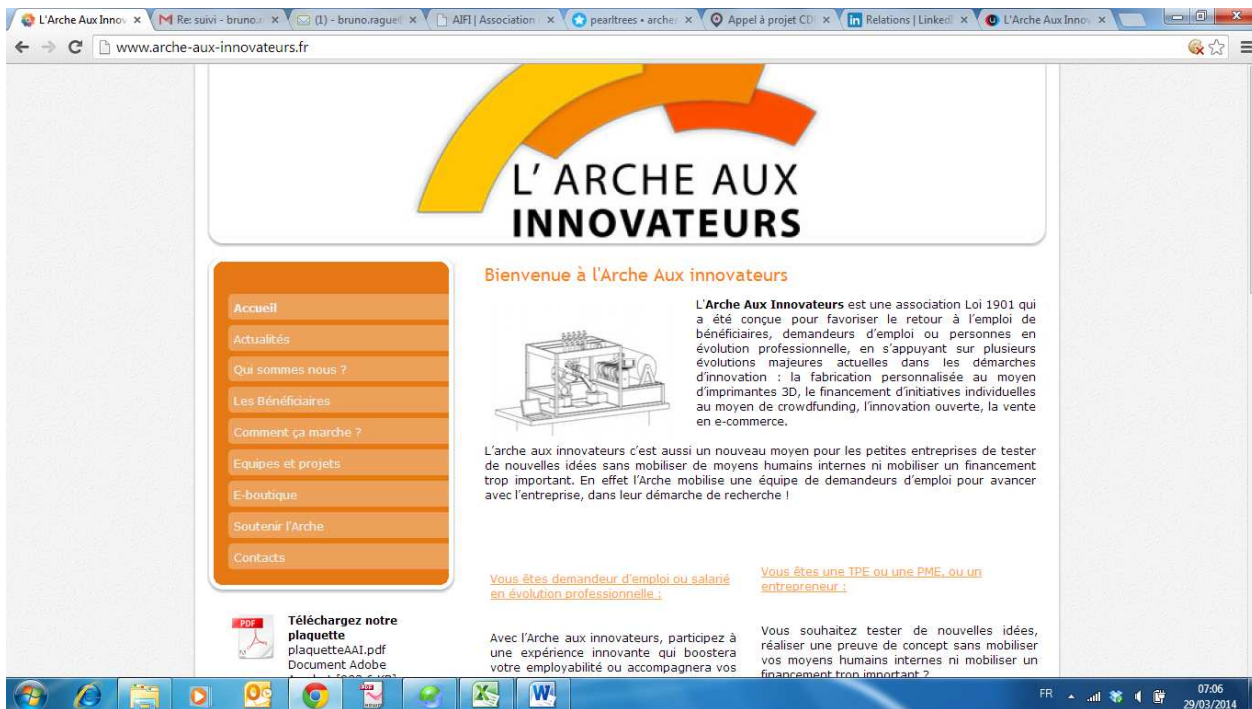 L'Arche Aux Innov
Re: suivi - bruno.r
(1) - bruno.raguet
AIFI | Association
pearltrees • archer
Appel à projet CDI
Relations | LinkedI
L'Arche Aux Innov
www.arche-aux-innovateurs.fr
L' ARCHE AUX
INNOVATEURS
Accueil
Actualités
Qui sommes nous ?
Les Bénéficiaires
Comment ça marche ?
Equipes et projets
E-boutique
Soutenir l'Arche
Contacts
PDF
Téléchargez notre
plaquette
plaquetteAAI.pdf
Document Adobe
Bienvenue à l'Arche Aux innovateurs
L'Arche Aux Innovateurs est une association Loi 1901 qui
a été conçue pour favoriser le retour à l'emploi de
bénéficiaires, demandeurs d'emploi ou personnes en
évolution professionnelle, en s'appuyant sur plusieurs
évolutions majeures actuelles dans les démarches
d'innovation : la fabrication personnalisée au moyen
d'imprimantes 3D, le financement d'initiatives individuelles
au moyen de crowdfunding, l'innovation ouverte, la vente
en e-commerce.
L'arche aux innovateurs c'est aussi un nouveau moyen pour les petites entreprises de tester
de nouvelles idées sans mobiliser de moyens humains internes ni mobiliser un financement
trop important. En effet l'Arche mobilise une équipe de demandeurs d'emploi pour avancer
avec l'entreprise, dans leur démarche de recherche !
Vous êtes demandeur d'emploi ou salarié
en évolution professionnelle :
Avec l'Arche aux innovateurs, participez à
une expérience innovante qui boostera
votre employabilité ou accompagnera vos
Vous êtes une TPE ou une PME, ou un
entrepreneur :
Vous souhaitez tester de nouvelles idées,
réaliser une preuve de concept sans mobiliser
vos moyens humains internes ni mobiliser un
financement trop important ?
FR
07:06
29/03/2014